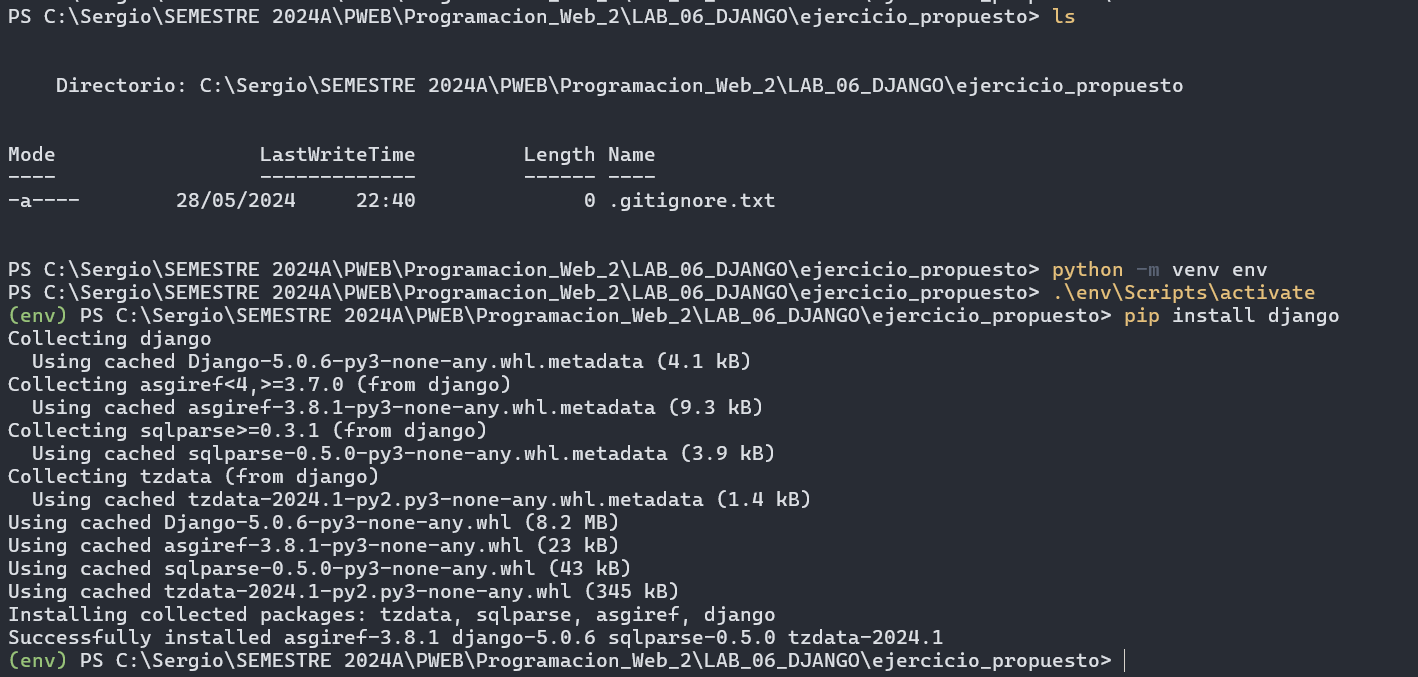 PS C:\Sergio\SEMESTRE 2024A\PWEB\Programacion_Web_2\LAB_06_DJANGO\ejercicio_propuesto> ls
    Directorio: C:\Sergio\SEMESTRE 2024A\PWEB\Programacion_Web_2\LAB_06_DJANGO\ejercicio_propuesto
Mode                 LastWriteTime         Length Name
----                 -------------         ------ ----
-a----        28/05/2024     22:40              0 .gitignore.txt
PS C:\Sergio\SEMESTRE 2024A\PWEB\Programacion_Web_2\LAB_06_DJANGO\ejercicio_propuesto> python -m venv env
PS C:\Sergio\SEMESTRE 2024A\PWEB\Programacion_Web_2\LAB_06_DJANGO\ejercicio_propuesto> .\env\Scripts\activate
(env) PS C:\Sergio\SEMESTRE 2024A\PWEB\Programacion_Web_2\LAB_06_DJANGO\ejercicio_propuesto> pip install django
Collecting django
  Using cached Django-5.0.6-py3-none-any.whl.metadata (4.1 kB)
Collecting asgiref<4,>=3.7.0 (from django)
  Using cached asgiref-3.8.1-py3-none-any.whl.metadata (9.3 kB)
Collecting sqlparse>=0.3.1 (from django)
  Using cached sqlparse-0.5.0-py3-none-any.whl.metadata (3.9 kB)
Collecting tzdata (from django)
  Using cached tzdata-2024.1-py2.py3-none-any.whl.metadata (1.4 kB)
Using cached Django-5.0.6-py3-none-any.whl (8.2 MB)
Using cached asgiref-3.8.1-py3-none-any.whl (23 kB)
Using cached sqlparse-0.5.0-py3-none-any.whl (43 kB)
Using cached tzdata-2024.1-py2.py3-none-any.whl (345 kB)
Installing collected packages: tzdata, sqlparse, asgiref, django
Successfully installed asgiref-3.8.1 django-5.0.6 sqlparse-0.5.0 tzdata-2024.1
(env) PS C:\Sergio\SEMESTRE 2024A\PWEB\Programacion_Web_2\LAB_06_DJANGO\ejercicio_propuesto>